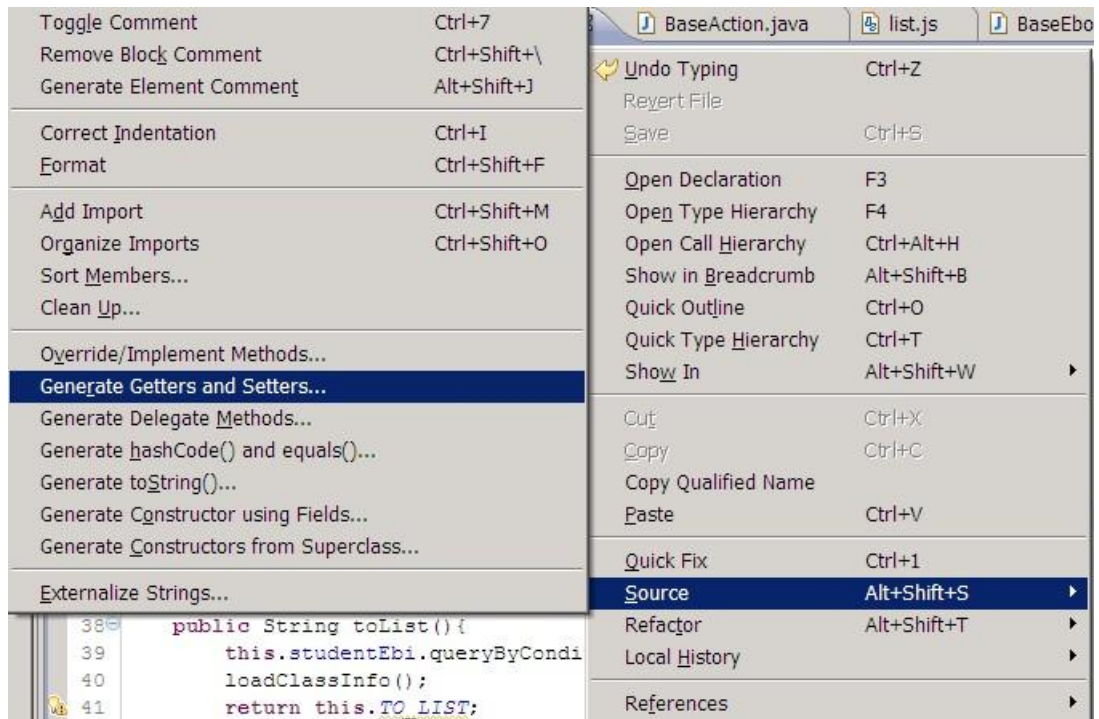 Toggle Comment Ctrl+7
Remove Block Comment Ctrl+Shift+\
Generate Element Comment Alt+Shift+J
Correct Indentation Ctrl+I
Format Ctrl+Shift+F
Add Import Ctrl+Shift+M
Organize Imports Ctrl+Shift+O
Sort Members...
Clean Up...
Override/Implement Methods...
Generate Getters and Setters...
Generate Delegate Methods...
Generate hashCode() and equals()...
Generate toString()...
Generate Constructor using Fields...
Generate Constructors from Superclass...
Externalize Strings...
38 public String toList(){
39 this.studentEbi.queryByCondi
40 loadClassInfo();
41 return this.TO_LIST;
BaseAction.java list.js BaseEbo
Undo Typing Ctrl+Z
Revert File
Save Ctrl+S
Open Declaration F3
Open Type Hierarchy F4
Open Call Hierarchy Ctrl+Alt+H
Show in Breadcrumb Alt+Shift+B
Quick Outline Ctrl+O
Quick Type Hierarchy Ctrl+T
Show In Alt+Shift+W
Cut Ctrl+X
Copy Ctrl+C
Copy Qualified Name
Paste Ctrl+V
Quick Fix Ctrl+1
Source Alt+Shift+S
Refactor Alt+Shift+T
Local History
References